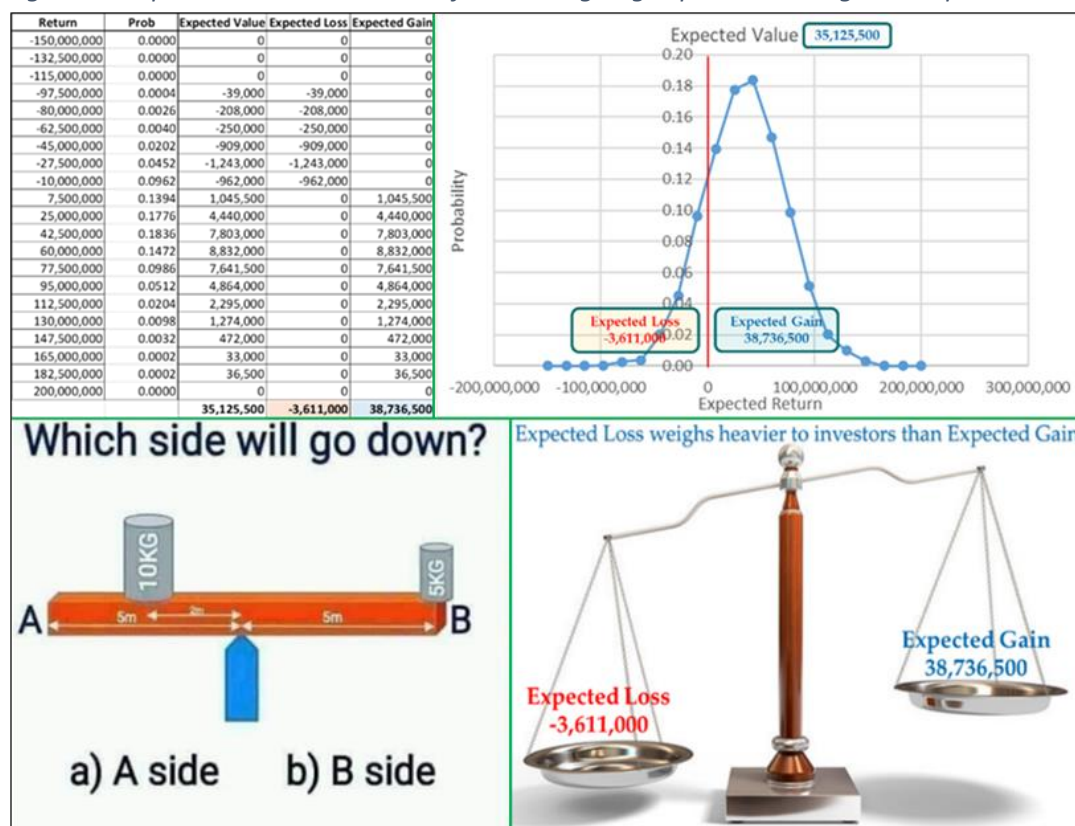 Return Prob Expected Value Expected Loss Expected Gain
-150,000,000 0.0000 0 0 0
-132,500,000 0.0000 0 0 0
-115,000,000 0.0000 0 0 0
-97,500,000 0.0004 -39,000 -39,000 0
-80,000,000 0.0026 -208,000 -208,000 0
-62,500,000 0.0040 -250,000 -250,000 0
-45,000,000 0.0202 -909,000 -909,000 0
-27,500,000 0.0452 -1,243,000 -1,243,000 0
-10,000,000 0.0962 -962,000 -962,000 0
7,500,000 0.1394 1,045,500 0 1,045,500
25,000,000 0.1776 4,440,000 0 4,440,000
42,500,000 0.1836 7,803,000 0 7,803,000
60,000,000 0.1472 8,832,000 0 8,832,000
77,500,000 0.0986 7,641,500 0 7,641,500
95,000,000 0.0512 4,864,000 0 4,864,000
112,500,000 0.0204 2,295,000 0 2,295,000
130,000,000 0.0098 1,274,000 0 1,274,000
147,500,000 0.0032 472,000 0 472,000
165,000,000 0.0002 33,000 0 33,000
182,500,000 0.0002 36,500 0 36,500
200,000,000 0.0000 0 0 0
35,125,500 -3,611,000 38,736,500
Expected Value 35,125,500
0.20
0.18
0.16
0.14
0.12
0.10
0.08
0.06
0.04
0.02
0.00
Probability
Expected Loss
-3,611,000
Expected Gain
38,736,500
-200,000,000 -100,000,000 0 100,000,000 200,000,000 300,000,000
Expected Return
Which side will go down?
10KG
5KG
A
5m
2m
5m
B
a) A side b) B side
Expected Loss weighs heavier to investors than Expected Gain
Expected Gain
38,736,500
Expected Loss
-3,611,000